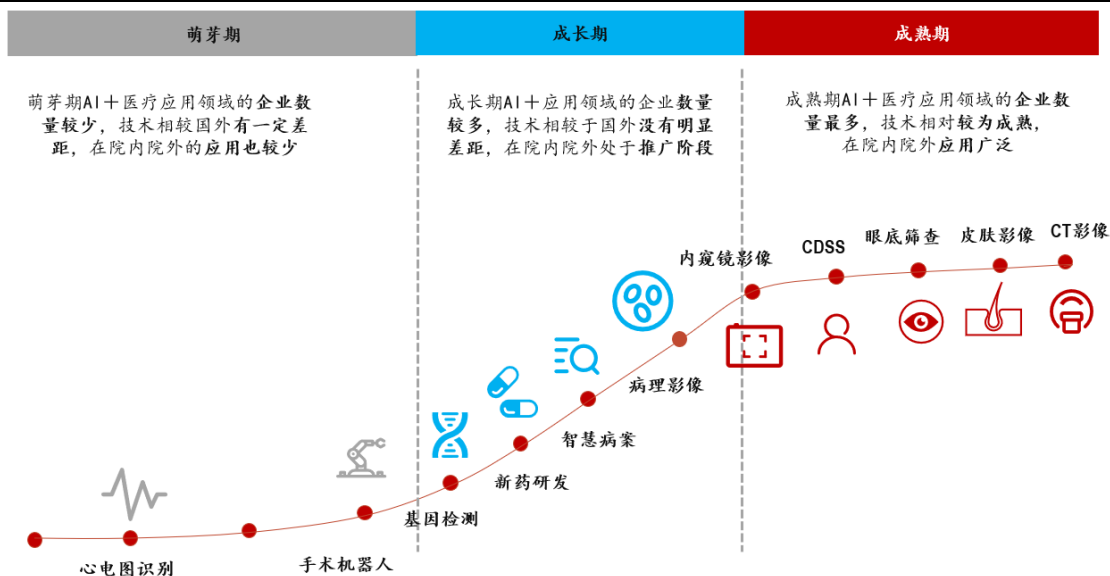 萌芽期
成长期
成熟期
萌芽期AI＋医疗应用领域的企业数
量较少，技术相较国外有一定差
距，在院内院外的应用也较少
成长期AI＋应用领域的企业数量
较多，技术相较于国外没有明显
差距，在院内院外处于推广阶段
成熟期AI＋医疗应用领域的企业数
量最多，技术相对较为成熟，
在院内院外应用广泛
心电图识别
手术机器人
基因检测
新药研发
智慧病案
病理影像
内窥镜影像
CDSS
眼底筛查
皮肤影像
CT影像